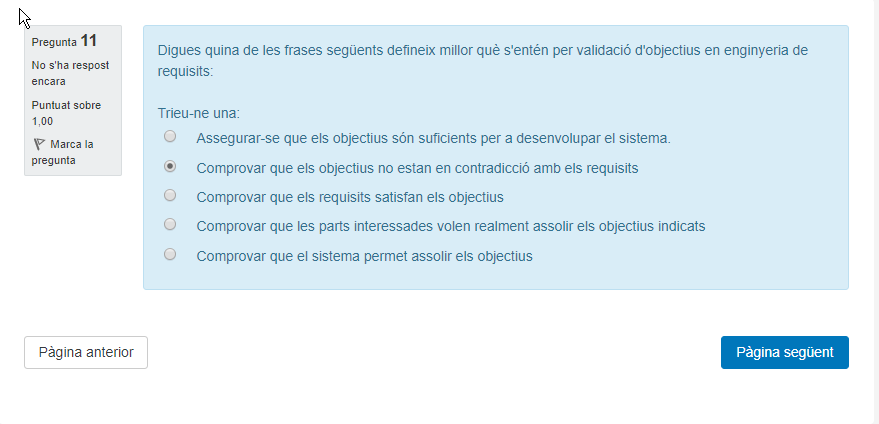 Pregunta 11
No s'ha respost
encara
Puntuat sobre
1,00
Marca la
pregunta
Digues quina de les frases següents defineix millor què s'entén per validació d'objectius en enginyeria de
requisits:
Trieu-ne una:
Assegurar-se que els objectius són suficients per a desenvolupar el sistema.
Comprovar que els objectius no estan en contradicció amb els requisits
Comprovar que els requisits satisfan els objectius
Comprovar que les parts interessades volen realment assolir els objectius indicats
Comprovar que el sistema permet assolir els objectius
Pàgina anterior
Pàgina següent